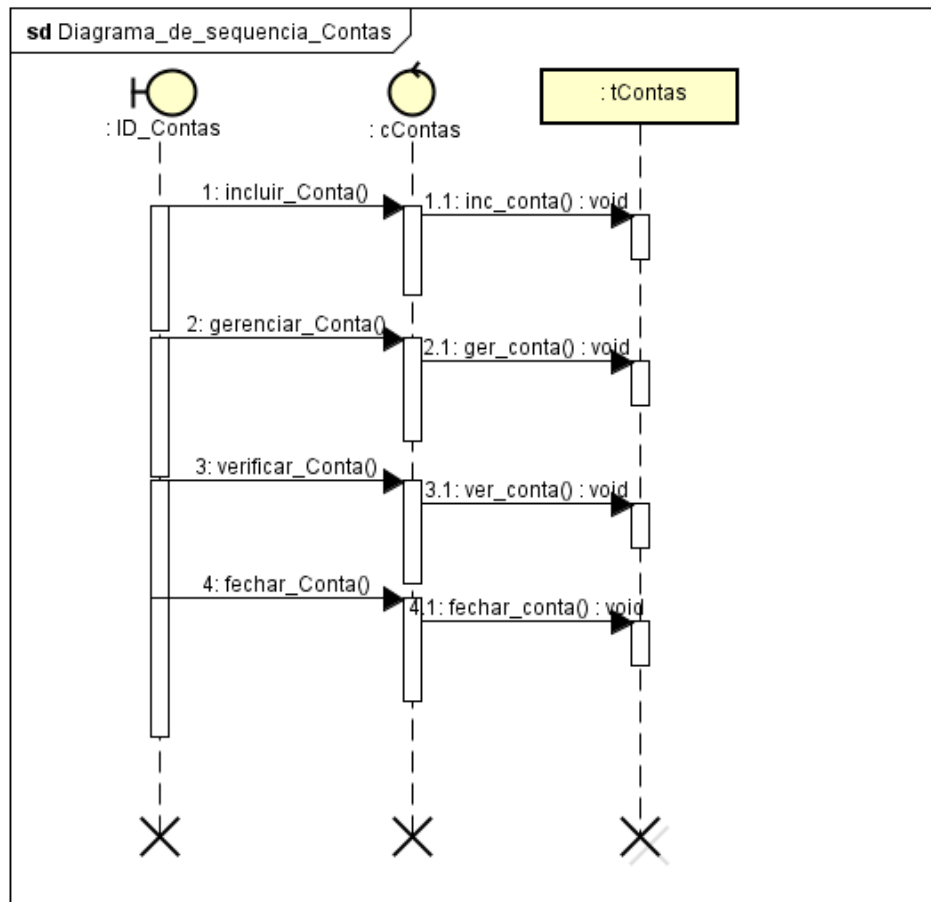 sd Diagrama_de_sequencia_Contas
: ID_Contas
: cContas
: tContas
1: incluir_Conta()
1.1: inc_conta() : void
2: gerenciar_Conta()
2.1: ger_conta() : void
3: verificar_Conta()
3.1: ver_conta() : void
4: fechar_Conta()
4.1: fechar_conta() : void